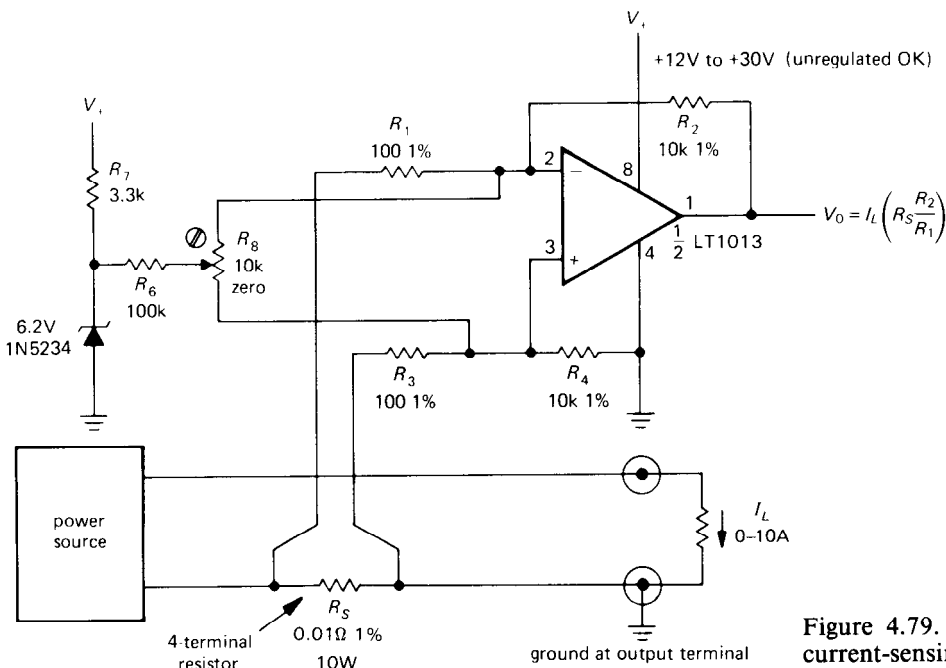 V+
+12V to +30V (unregulated OK)
V+
R1
100 1%
R2
10k 1%
R7
3.3k
2
−
8
1
V0 = IL (RS R2/R1)
R8
10k
zero
3
+
4
1/2 LT1013
R6
100k
6.2V
1N5234
R3
100 1%
R4
10k 1%
power
source
IL
0–10A
RS
0.01Ω 1%
10W
4-terminal
resistor
ground at output terminal
Figure 4.79.
current-sensin